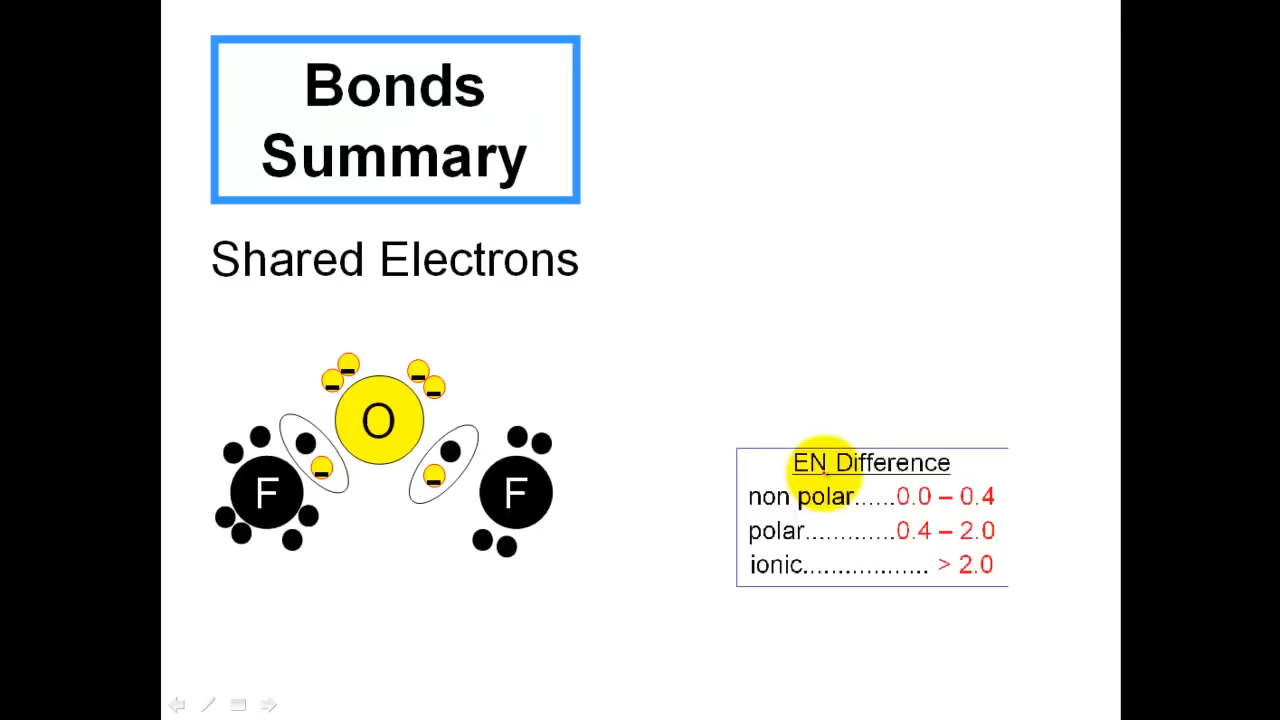 Bonds
Summary
Shared Electrons
O
F
F
EN Difference
non polar......0.0 – 0.4
polar.............0.4 – 2.0
ionic.................. > 2.0